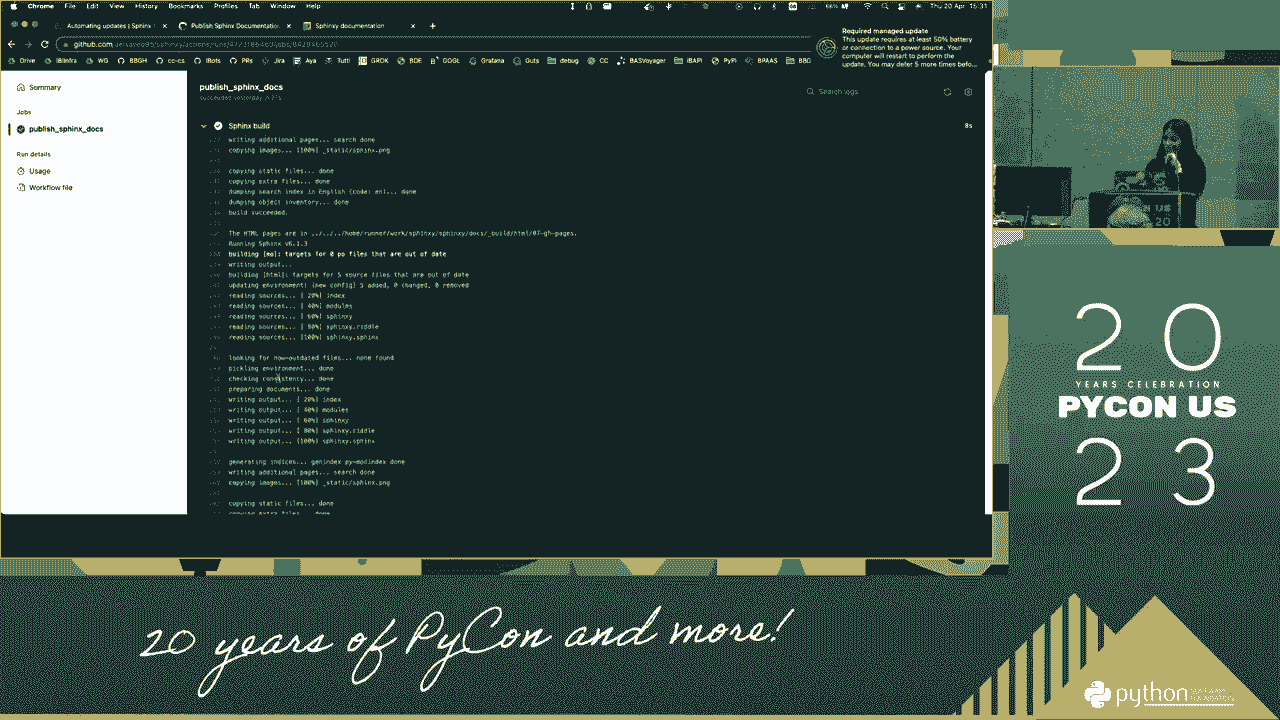 Chrome File Edit View History Bookmarks Profiles Tab Window Help
66% Thu 20 Apr 15:31
Automating updates | Sphinx
Publish Sphinx Documentatio
Sphinxy documentation
github.com
Drive IBInfra WG BBGH cc-cs IBots PRs Jira Aya Tutti GROK BDE GOGL Grafana Guts debug CC BASVoyager IBAPI PyPi BPAAS BBD
Required managed update
This update requires at least 50% battery
or connection to a power source. Your
computer will restart to perform the
update. You may defer 5 more times befo...
Summary
Jobs
publish_sphinx_docs
Run details
Usage
Workflow file
publish_sphinx_docs
succeeded yesterday in
Search logs
Sphinx build
8s
writing additional pages... search done
copying images... [100%] _static/sphinx.png
copying static files... done
copying extra files... done
dumping search index in English (code: en)... done
dumping object inventory... done
build succeeded.
The HTML pages are in ../../../home/runner/work/sphinxy/sphinxy/docs/_build/html/07-gh-pages.
Running Sphinx v6.1.3
building [mo]: targets for 0 po files that are out of date
writing output...
building [html]: targets for 5 source files that are out of date
updating environment: [new config] 5 added, 0 changed, 0 removed
reading sources... [ 20%] index
reading sources... [ 40%] modules
reading sources... [ 60%] sphinxy
reading sources... [ 80%] sphinxy.riddle
reading sources... [100%] sphinxy.sphinx
looking for now-outdated files... none found
pickling environment... done
checking consistency... done
preparing documents... done
writing output... [ 20%] index
writing output... [ 40%] modules
writing output... [ 60%] sphinxy
writing output... [ 80%] sphinxy.riddle
writing output... [100%] sphinxy.sphinx
generating indices... genindex py-modindex done
writing additional pages... search done
copying images... [100%] _static/sphinx.png
copying static files... done
copying extra files... done
20
YEARS CELEBRATION
PYCON US
23
20 years of PyCon and more!
python